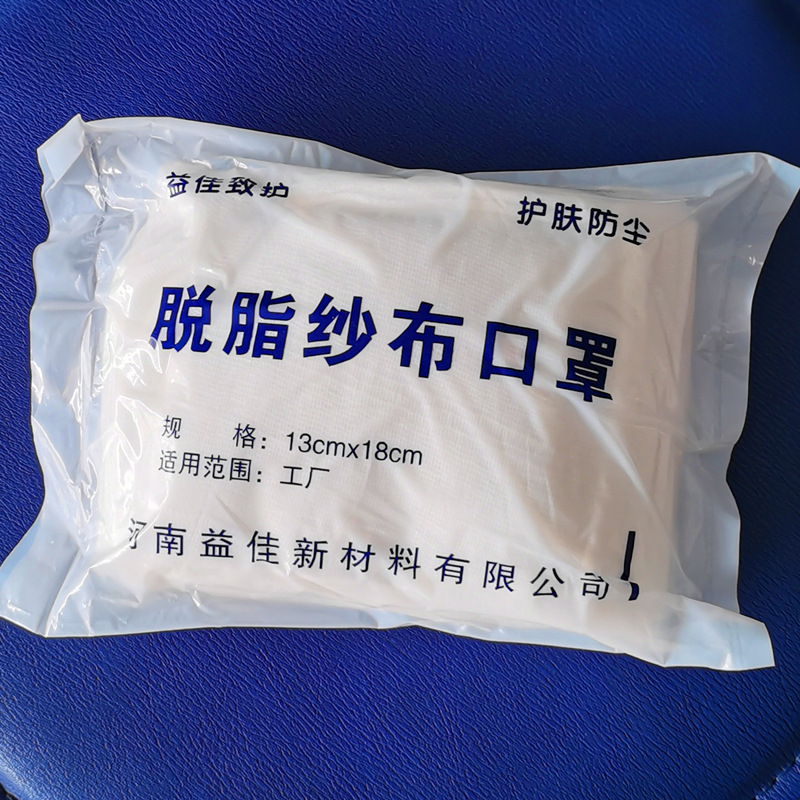 益佳致护
护肤防尘
脱脂纱布口罩
规 格：13cmx18cm
适用范围：工厂
河南益佳新材料有限公司